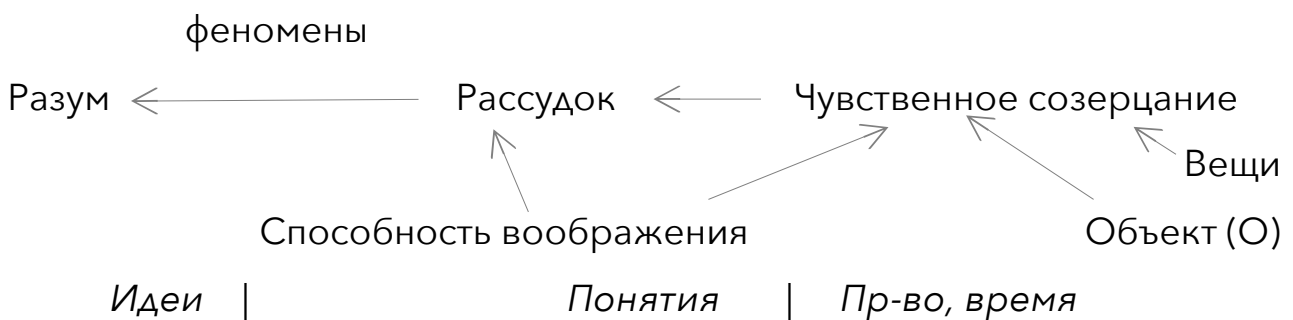 феномены
Разум Рассудок Чувственное созерцание
Вещи
Способность воображения Объект (О)
Идеи | Понятия | Пр-во, время